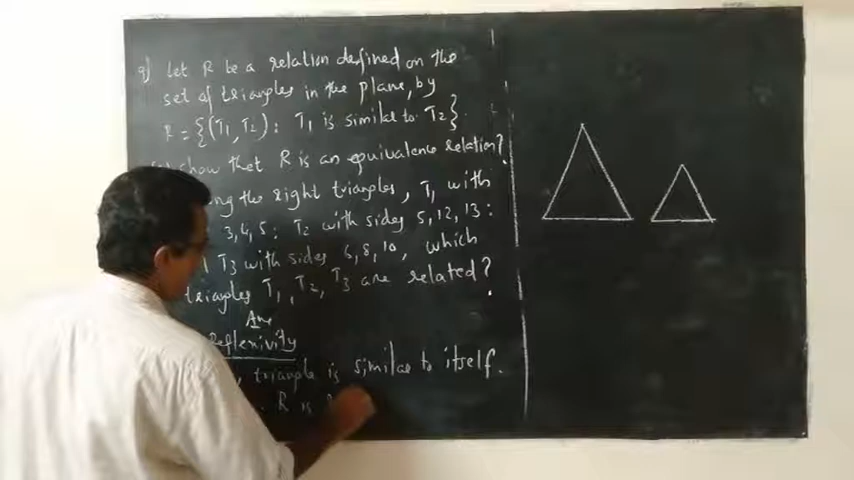 9) Let R be a relation defined on the
set of triangles in the plane, by
R = {(T1, T2) : T1 is similar to T2}.
show that R is an equivalence relation?
the right triangles, T1 with
3,4,5 : T2 with sides 5,12,13 :
T3 with sides 6,8,10, which
triangles T1, T2, T3 are related?
Ans
Reflexivity
triangle is similar to itself.
R is